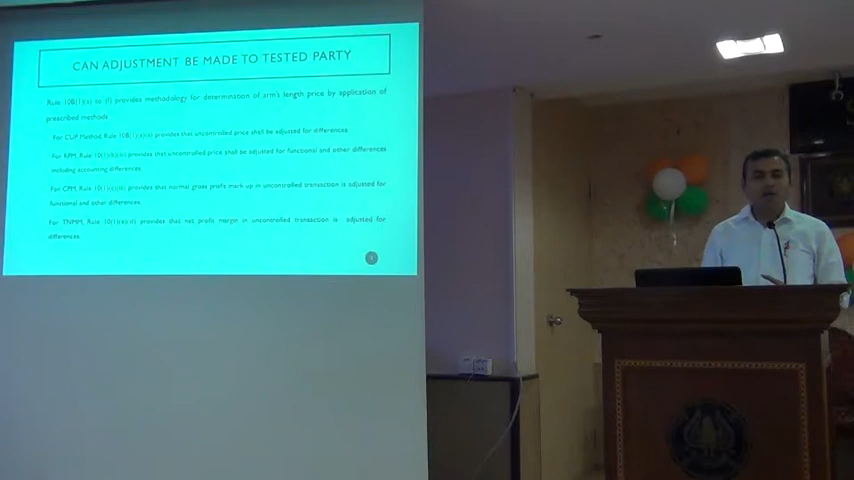 CAN ADJUSTMENT BE MADE TO TESTED PARTY
Rule 10B(1)(a) to (f) provides methodology for determination of arm's length price by application of
prescribed methods
For CUP Method, Rule 10B(1)(a)(ii) provides that uncontrolled price shall be adjusted for differences.
For RPM, Rule 10(1)(b)(iv) provides that uncontrolled price shall be adjusted for functional and other differences
including accounting differences.
For CPM, Rule 10(1)(c)(iii) provides that normal gross profit mark up in uncontrolled transaction is adjusted for
functional and other differences.
For TNMM, Rule 10(1)(e)(iii) provides that net profit margin in uncontrolled transaction is adjusted for
differences.